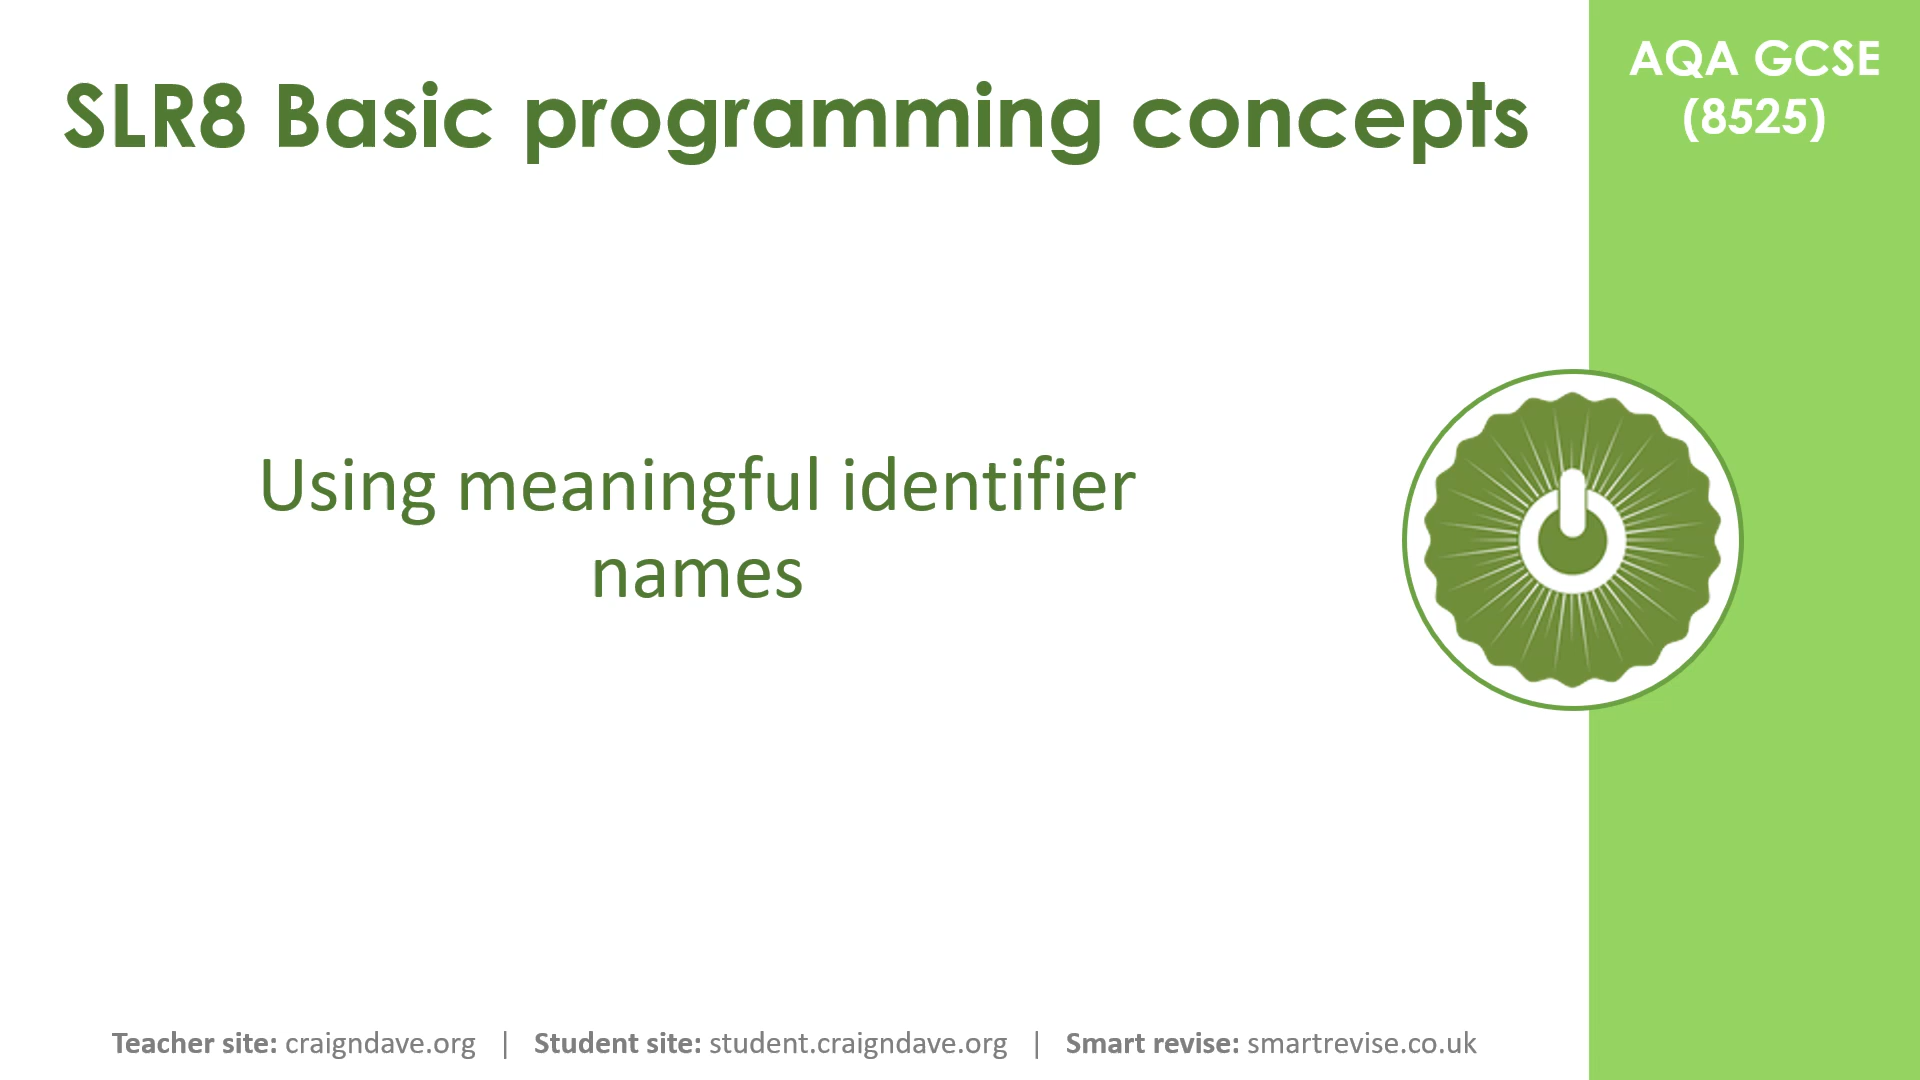 SLR8 Basic programming concepts
AQA GCSE
(8525)
Using meaningful identifier
names
Teacher site: craigndave.org | Student site: student.craigndave.org | Smart revise: smartrevise.co.uk